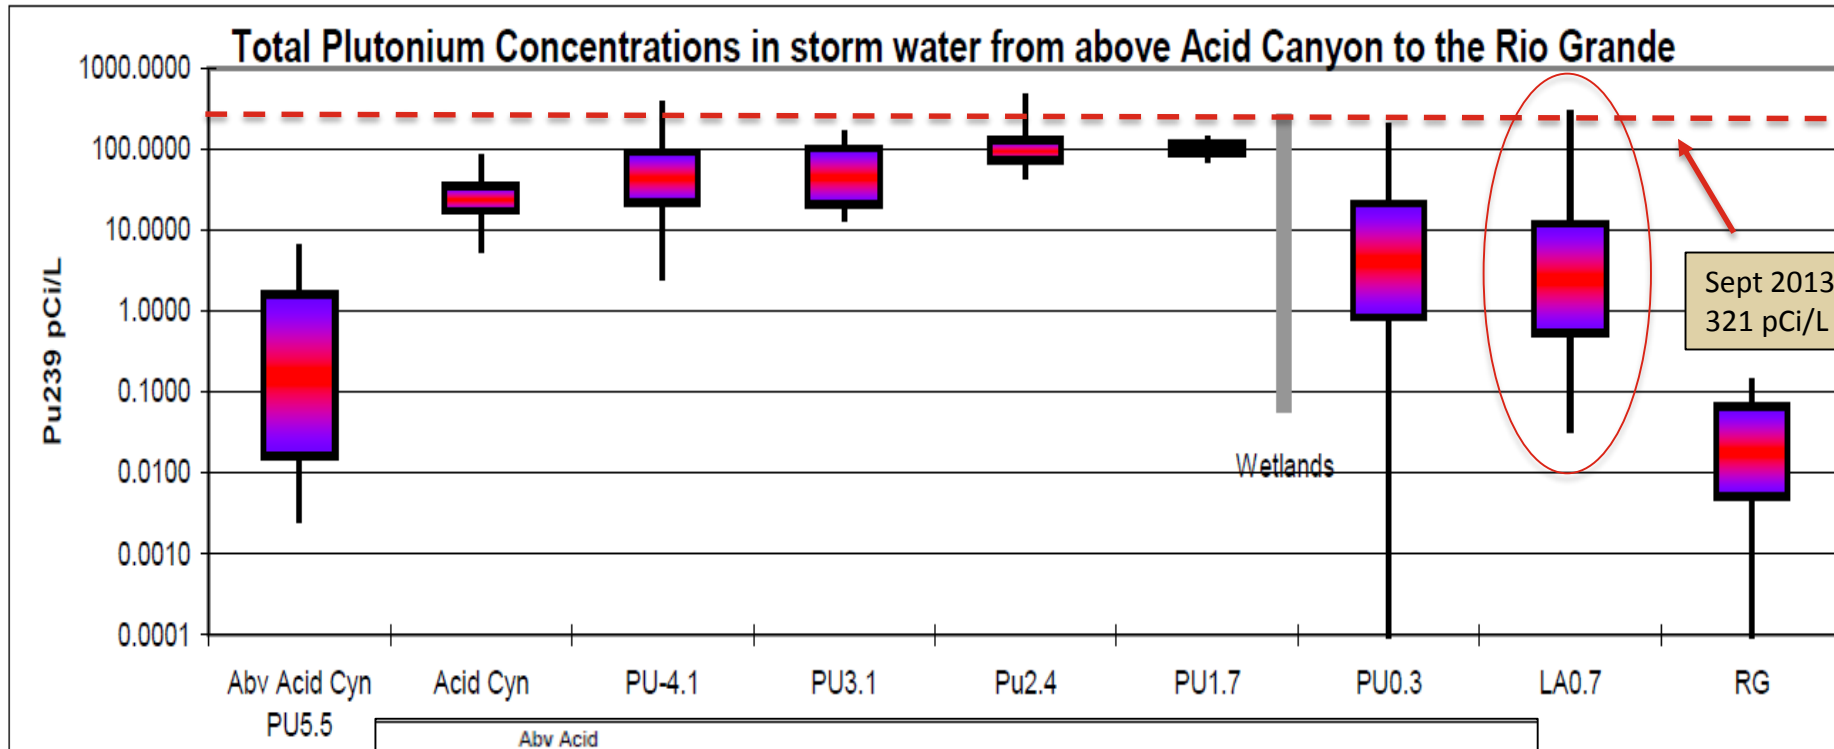 Total Plutonium Concentrations in storm water from above Acid Canyon to the Rio Grande
1000.0000
100.0000
10.0000
1.0000
0.1000
0.0100
0.0010
0.0001
Pu239 pCi/L
Wetlands
Sept 2013
321 pCi/L
Abv Acid Cyn Acid Cyn PU-4.1 PU3.1 Pu2.4 PU1.7 PU0.3 LA0.7 RG
PU5.5
Abv Acid